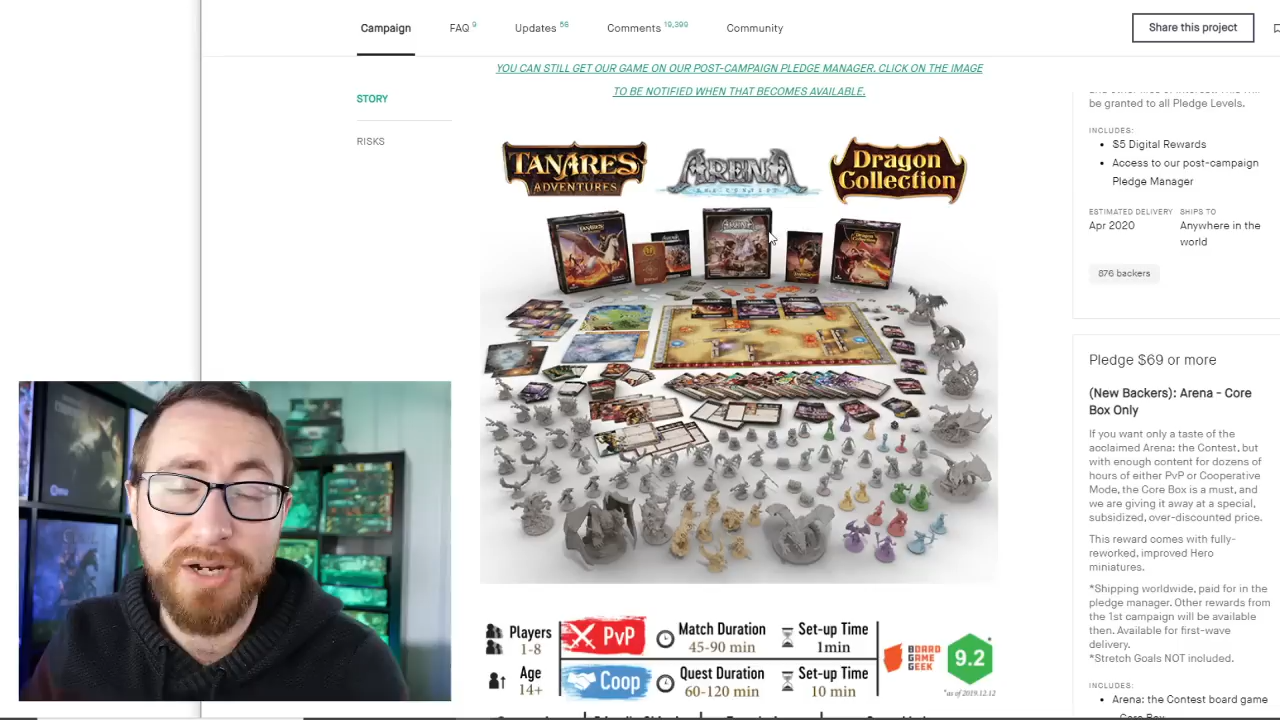 Campaign
FAQ 9
Updates 56
Comments 19,399
Community
Share this project
YOU CAN STILL GET OUR GAME ON OUR POST-CAMPAIGN PLEDGE MANAGER. CLICK ON THE IMAGE
TO BE NOTIFIED WHEN THAT BECOMES AVAILABLE.
STORY
RISKS
TANARES
ADVENTURES
ARENA
THE CONTEST
Dragon
Collection
be granted to all Pledge Levels.
INCLUDES:
• $5 Digital Rewards
• Access to our post-campaign
Pledge Manager
ESTIMATED DELIVERY
Apr 2020
SHIPS TO
Anywhere in the
world
876 backers
Pledge $69 or more
(New Backers): Arena - Core
Box Only
If you want only a taste of the
acclaimed Arena: the Contest, but
with enough content for dozens of
hours of either PvP or Cooperative
Mode, the Core Box is a must, and
we are giving it away at a special,
subsidized, over-discounted price.
This reward comes with fully-
reworked, improved Hero
miniatures.
*Shipping worldwide, paid for in the
pledge manager. Other rewards from
the 1st campaign will be available
then. Available for first-wave
delivery.
*Stretch Goals NOT included.
INCLUDES:
• Arena: the Contest board game
Players
1-8
PvP
Match Duration
45-90 min
Set-up Time
1min
Age
14+
Coop
Quest Duration
60-120 min
Set-up Time
10 min
BOARD
GAME
GEEK
9.2*
*as of 2019.12.12